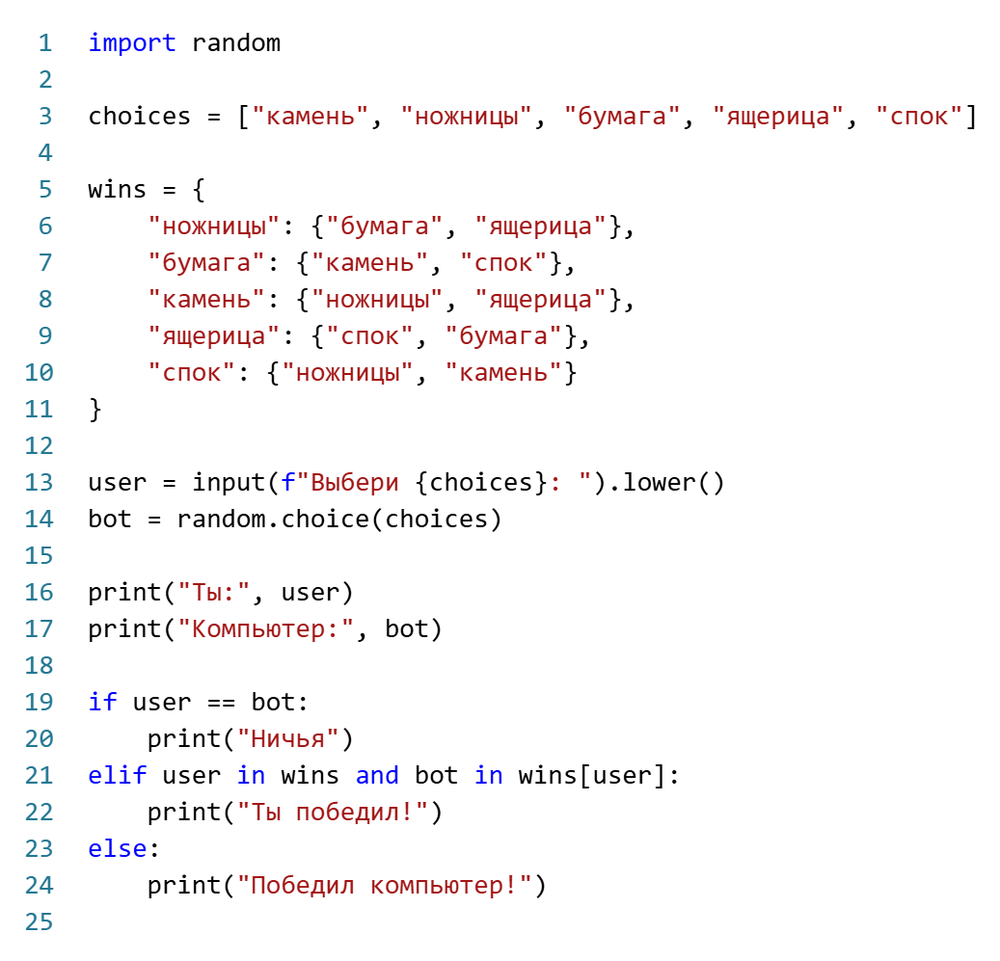 1 import random
2
3 choices = ["камень", "ножницы", "бумага", "ящерица", "спок"]
4
5 wins = {
6     "ножницы": {"бумага", "ящерица"},
7     "бумага": {"камень", "спок"},
8     "камень": {"ножницы", "ящерица"},
9     "ящерица": {"спок", "бумага"},
10     "спок": {"ножницы", "камень"}
11 }
12
13 user = input(f"Выбери {choices}: ").lower()
14 bot = random.choice(choices)
15
16 print("Ты:", user)
17 print("Компьютер:", bot)
18
19 if user == bot:
20     print("Ничья")
21 elif user in wins and bot in wins[user]:
22     print("Ты победил!")
23 else:
24     print("Победил компьютер!")
25